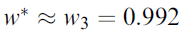 w* ≈ w₃ = 0.992